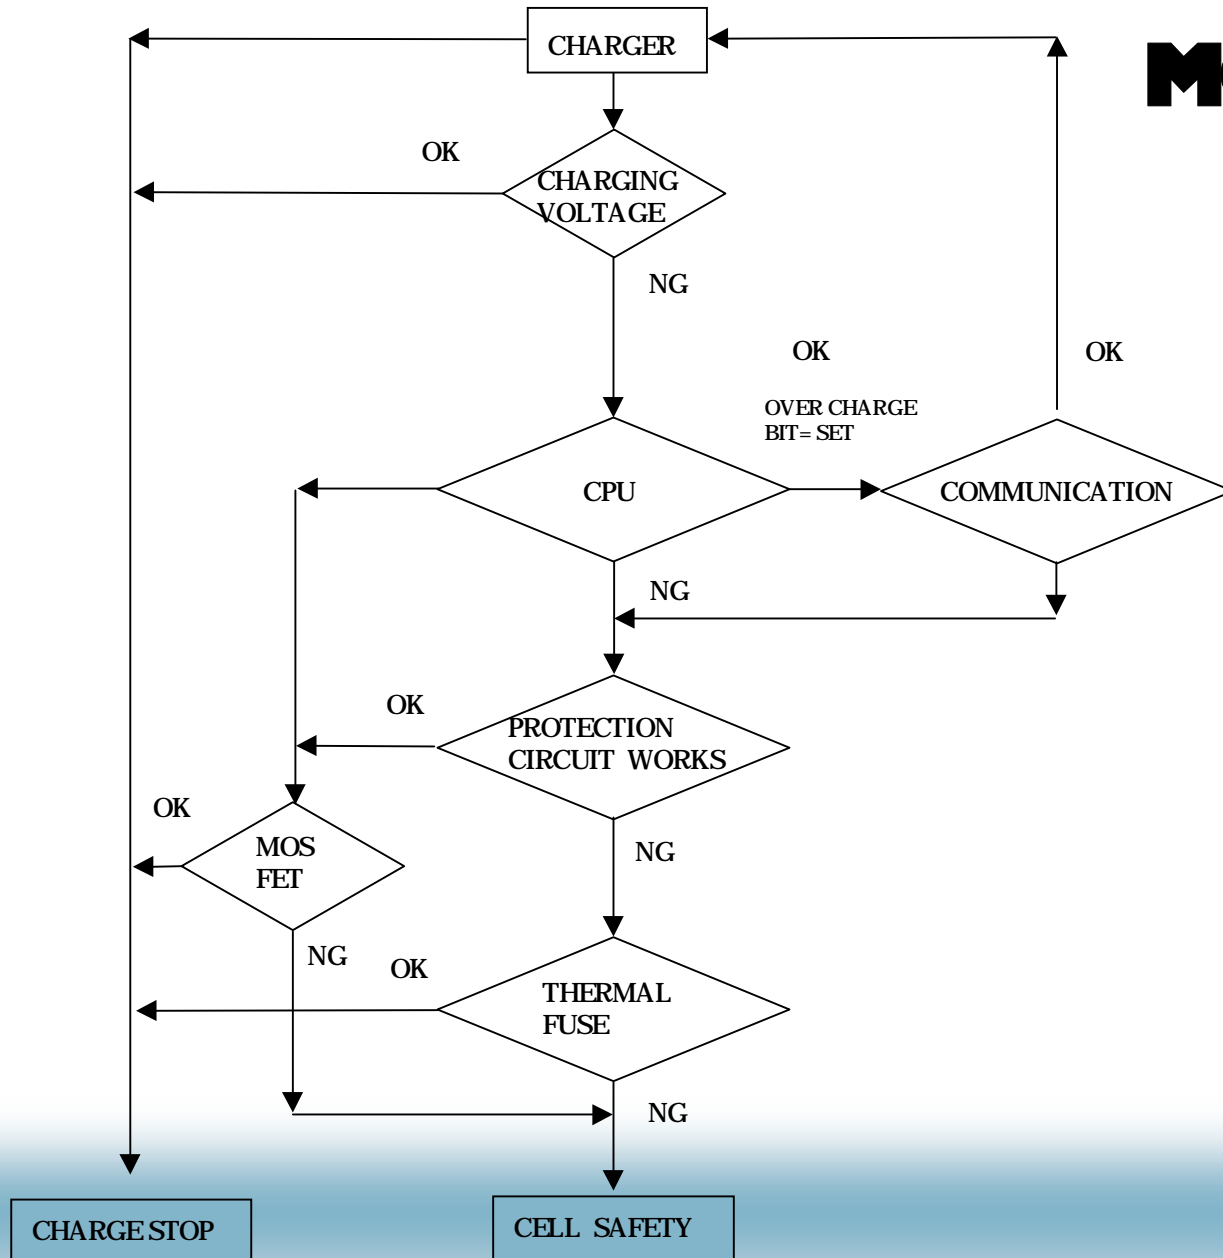 CHARGER
OK
CHARGING
VOLTAGE
NG
OK
OK
OVER CHARGE
BIT= SET
CPU
COMMUNICATION
NG
OK
PROTECTION
CIRCUIT WORKS
OK
MOS
FET
NG
NG
OK
THERMAL
FUSE
NG
CHARGE STOP
CELL SAFETY